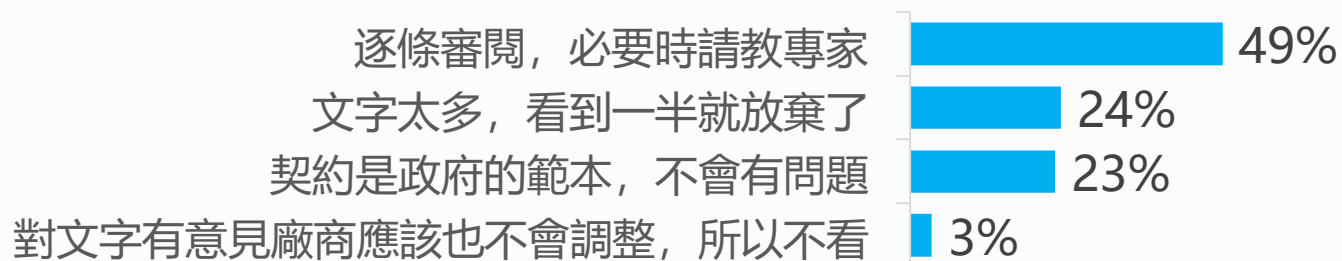 逐條審閱，必要時請教專家 49%
文字太多，看到一半就放棄了 24%
契約是政府的範本，不會有問題 23%
對文字有意見廠商應該也不會調整，所以不看 3%